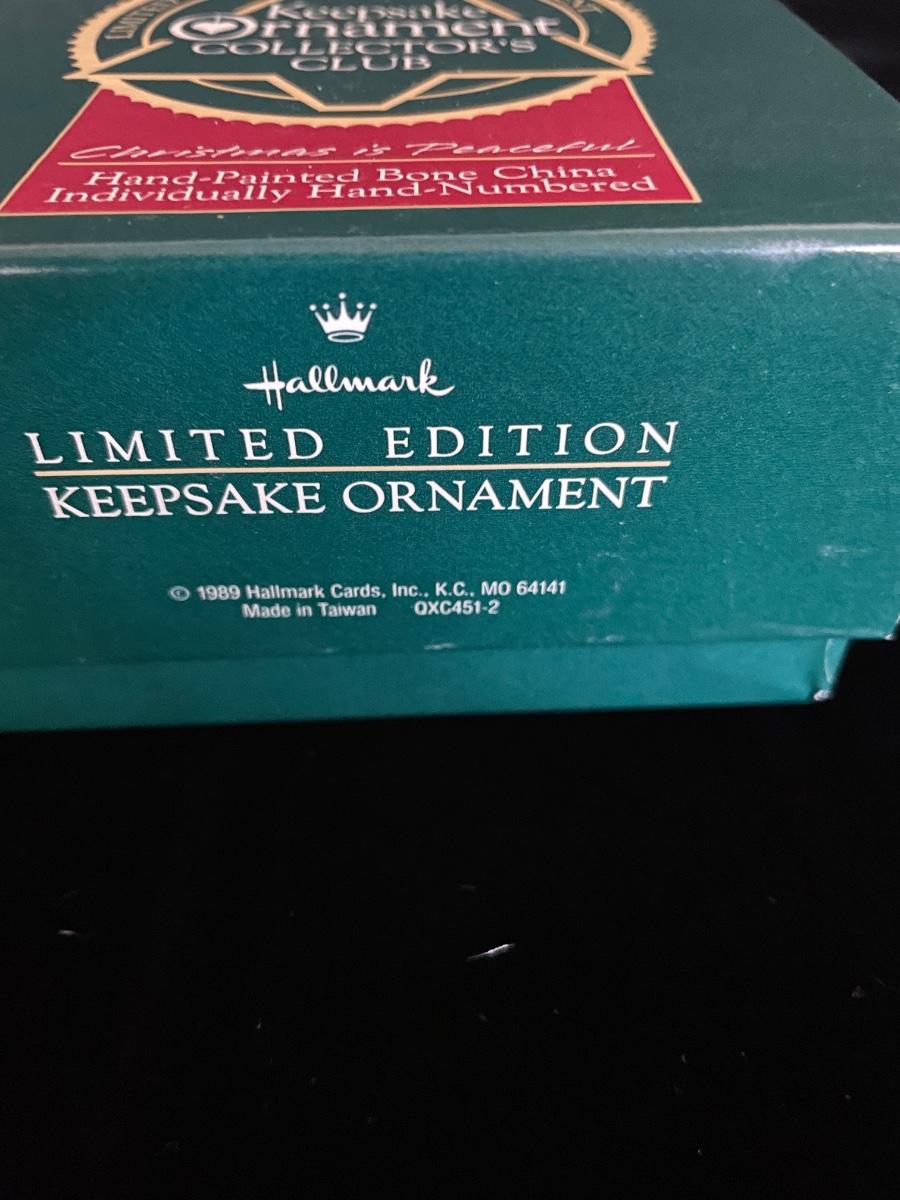 LIMITED
Keepsake
Ornament
COLLECTOR'S
CLUB
Christmas is Peaceful
Hand-Painted Bone China
Individually Hand-Numbered
Hallmark
LIMITED EDITION
KEEPSAKE ORNAMENT
© 1989 Hallmark Cards, Inc., K.C., MO 64141
Made in Taiwan QXC451-2